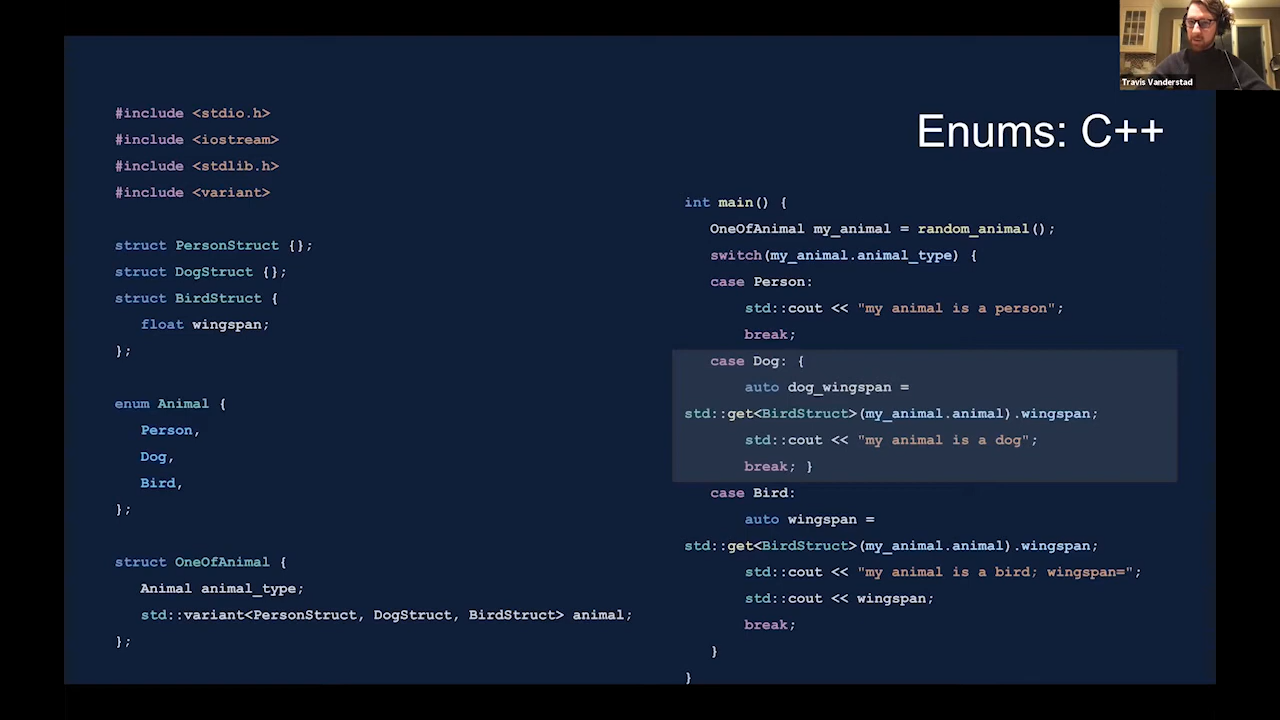 Travis Vanderstad
Enums: C++
#include <stdio.h>
#include <iostream>
#include <stdlib.h>
#include <variant>
struct PersonStruct {};
struct DogStruct {};
struct BirdStruct {
float wingspan;
};
enum Animal {
Person,
Dog,
Bird,
};
struct OneOfAnimal {
Animal animal_type;
std::variant<PersonStruct, DogStruct, BirdStruct> animal;
};
int main() {
OneOfAnimal my_animal = random_animal();
switch(my_animal.animal_type) {
case Person:
std::cout << "my animal is a person";
break;
case Dog: {
auto dog_wingspan =
std::get<BirdStruct>(my_animal.animal).wingspan;
std::cout << "my animal is a dog";
break; }
case Bird:
auto wingspan =
std::get<BirdStruct>(my_animal.animal).wingspan;
std::cout << "my animal is a bird; wingspan=";
std::cout << wingspan;
break;
}
}